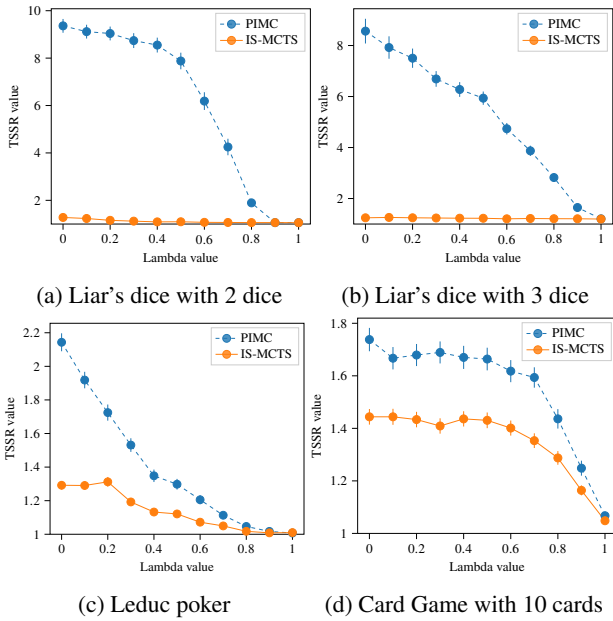 10
8
6
4
2
TSSR value
PIMC
IS-MCTS
0 0.2 0.4 0.6 0.8 1
Lambda value
(a) Liar's dice with 2 dice
8
6
4
2
TSSR value
PIMC
IS-MCTS
0 0.2 0.4 0.6 0.8 1
Lambda value
(b) Liar's dice with 3 dice
2.2
2
1.8
1.6
1.4
1.2
1
TSSR value
PIMC
IS-MCTS
0 0.2 0.4 0.6 0.8 1
Lambda value
(c) Leduc poker
1.8
1.6
1.4
1.2
1
TSSR value
PIMC
IS-MCTS
0 0.2 0.4 0.6 0.8 1
Lambda value
(d) Card Game with 10 cards